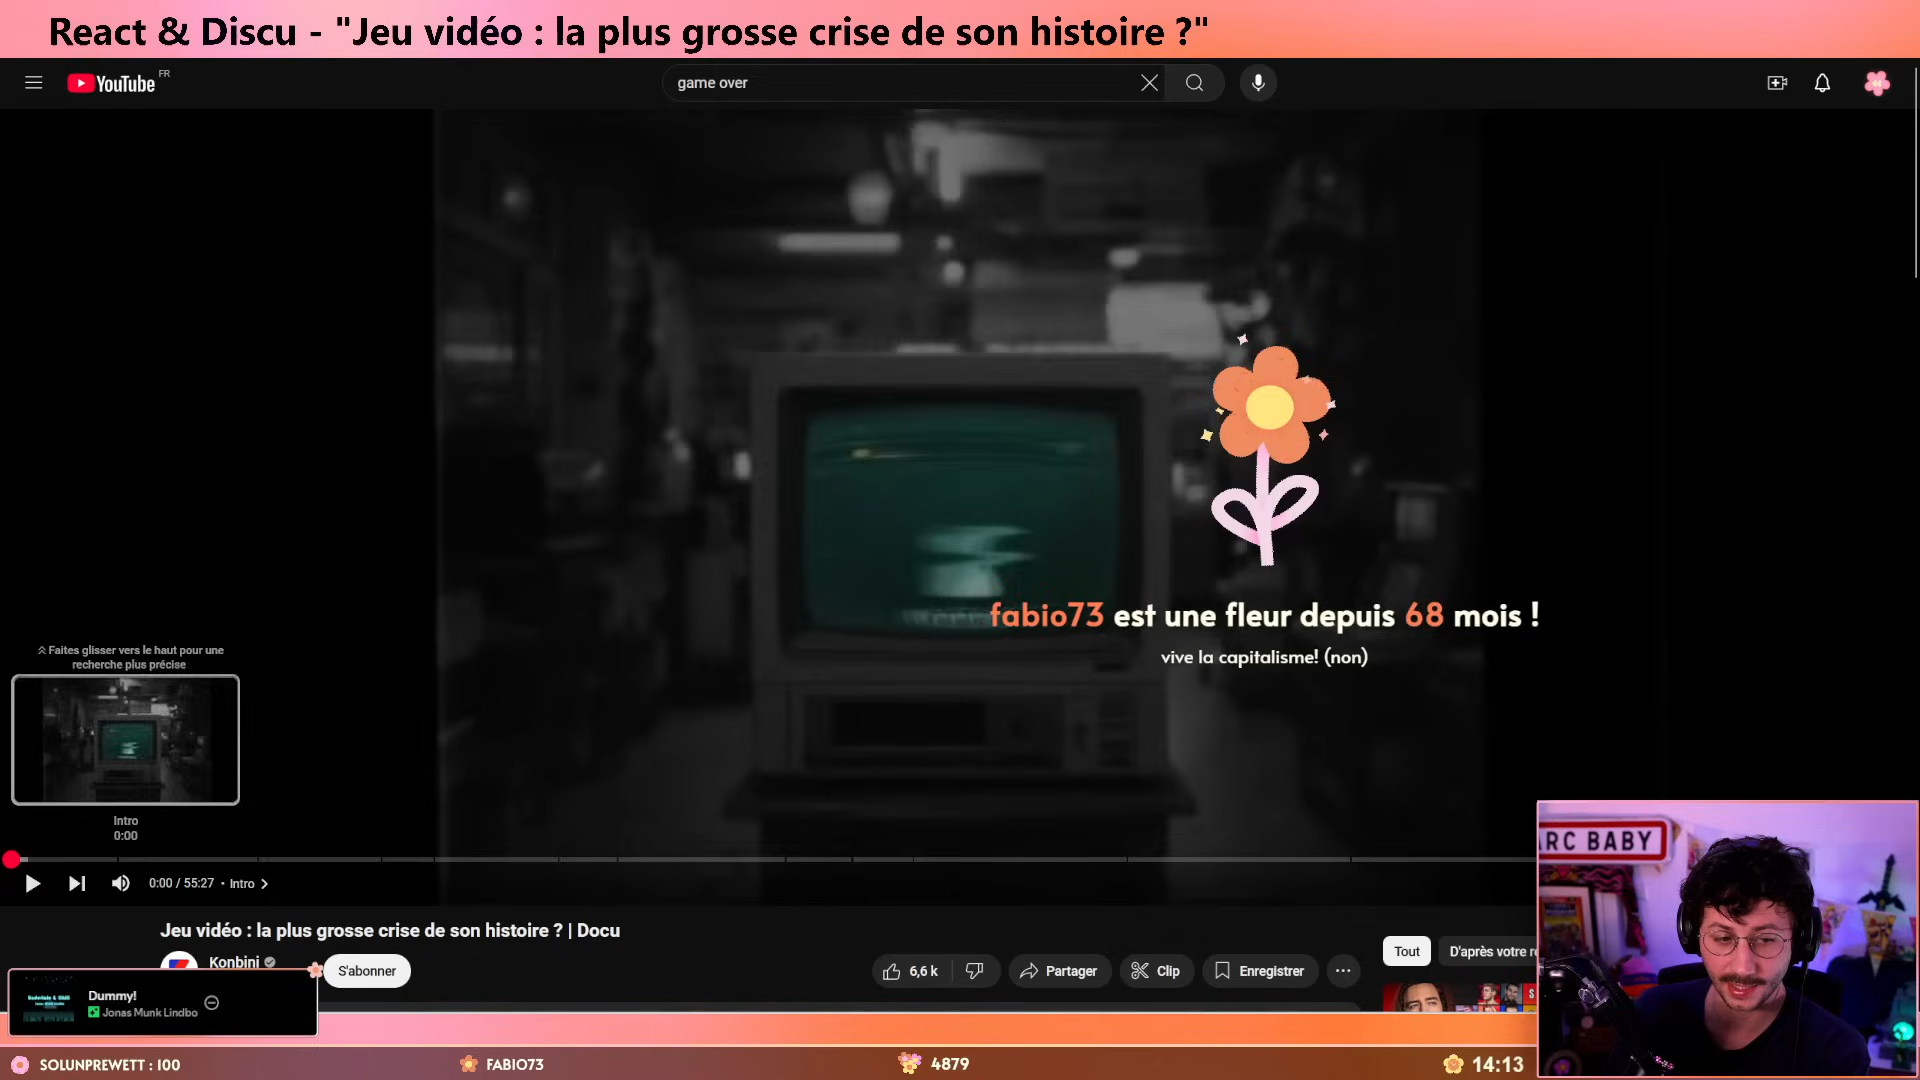 React & Discu - "Jeu vidéo : la plus grosse crise de son histoire ?"
YouTube FR
game over
fabio73 est une fleur depuis 68 mois !
vive la capitalisme! (non)
Faites glisser vers le haut pour une
recherche plus précise
Intro
0:00
0:00 / 55:27 • Intro
ARC BABY
Jeu vidéo : la plus grosse crise de son histoire ? | Docu
Konbini
S'abonner
6,6 k
Partager
Clip
Enregistrer
Tout
D'après votre re
Dummy!
Jonas Munk Lindbo
SOLUNPREWETT : 100
FABIO73
4879
14:13